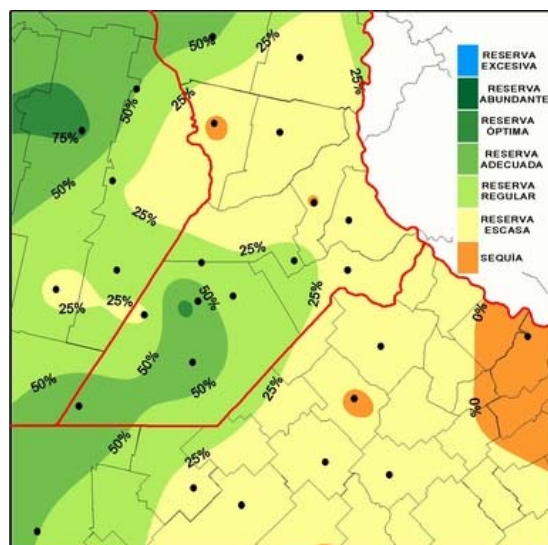 50%
25%
25%
RESERVA
EXCESIVA
RESERVA
ABUNDANTE
RESERVA
ÓPTIMA
RESERVA
ADECUADA
RESERVA
REGULAR
RESERVA
ESCASA
SEQUÍA
50%
25%
75%
50%
25%
25%
50%
25%
25%
25%
0%
50%
50%
50%
25%
0%
50%
25%